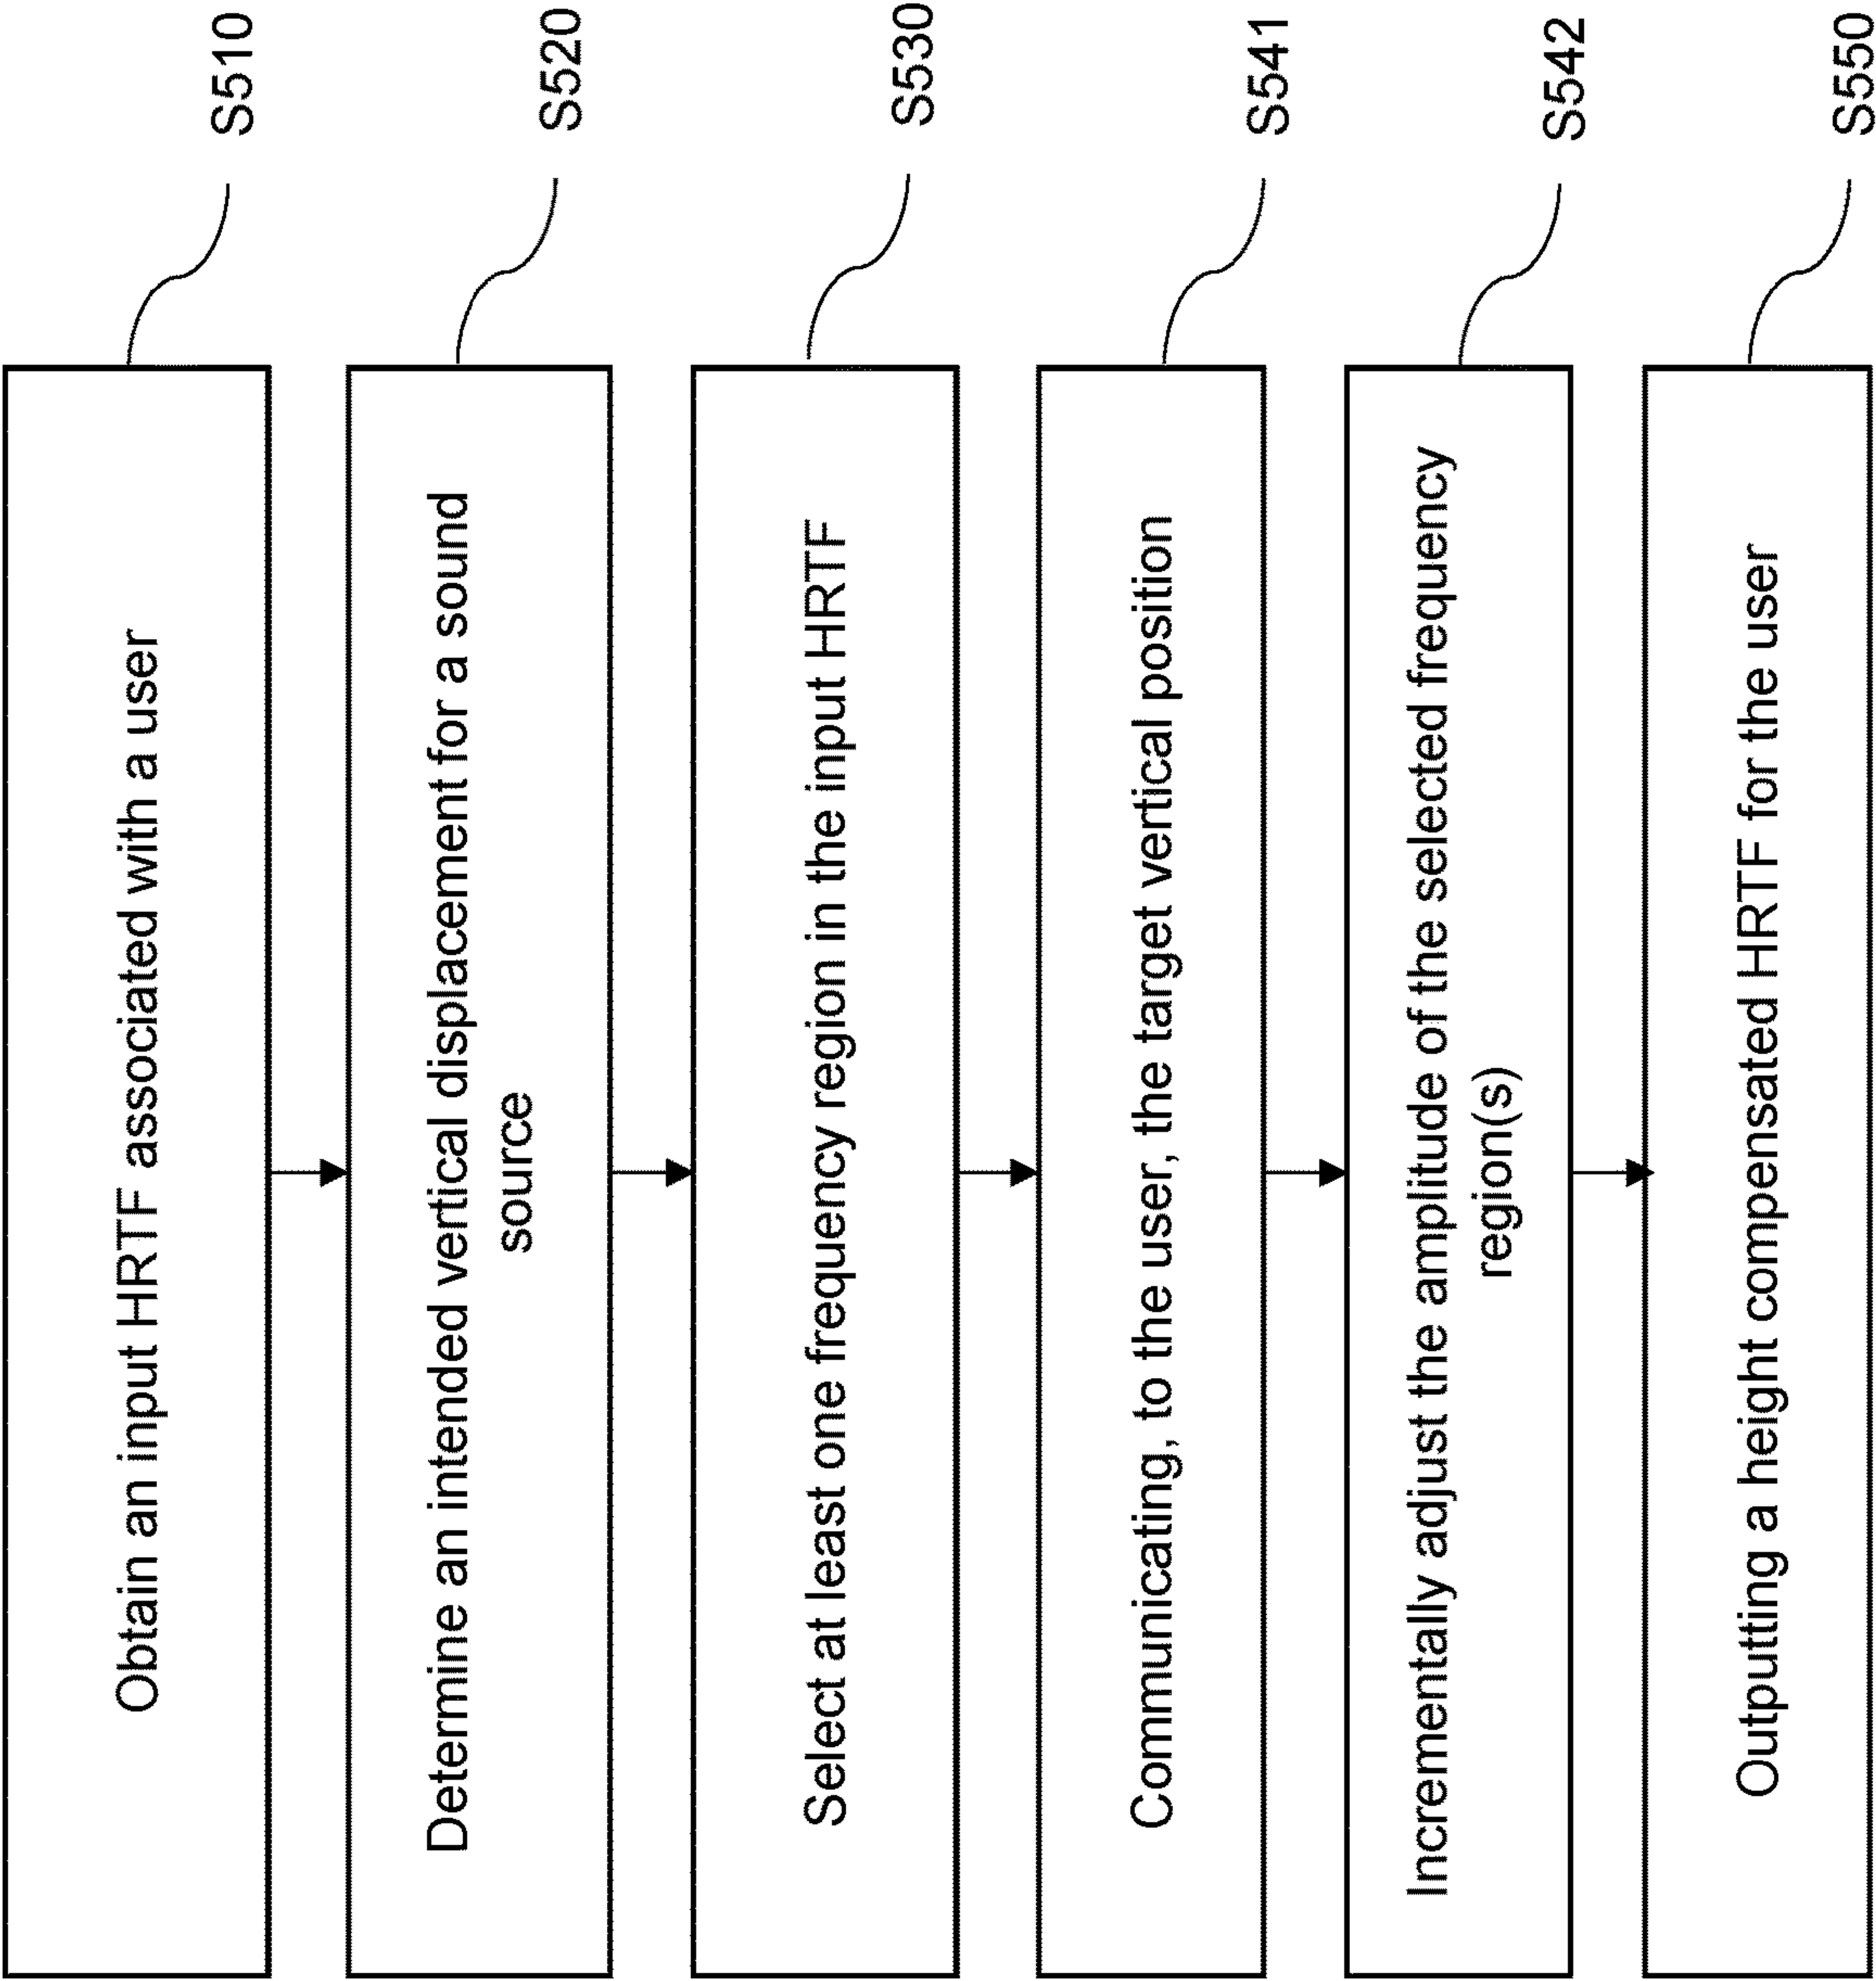 Obtain an input HRTF associated with a user
S510
Determine an intended vertical displacement for a sound
source
S520
Select at least one frequency region in the input HRTF
S530
Communicating, to the user, the target vertical position
S541
Incrementally adjust the amplitude of the selected frequency
region(s)
S542
Outputting a height compensated HRTF for the user
S550